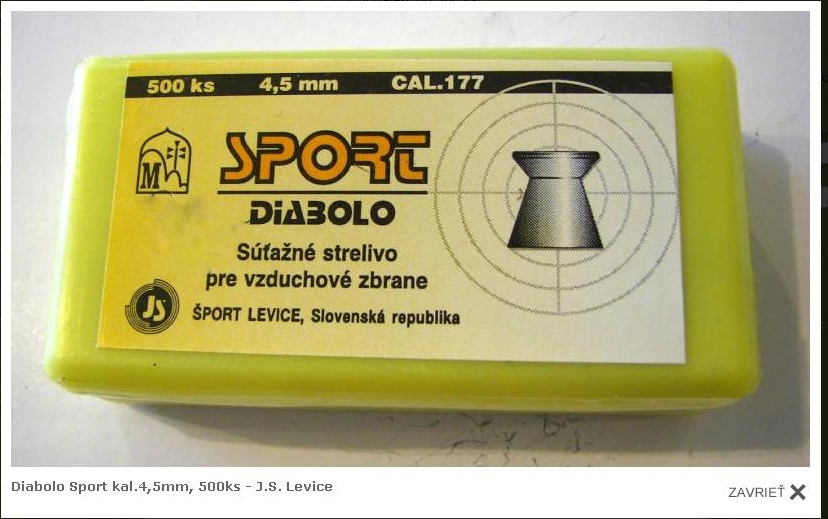 500 ks 4,5 mm CAL.177
M
SPORT
DIABOLO
Súťažné strelivo
pre vzduchové zbrane
JS
ŠPORT LEVICE, Slovenská republika
Diabolo Sport kal.4,5mm, 500ks - J.S. Levice
ZAVRIEŤ